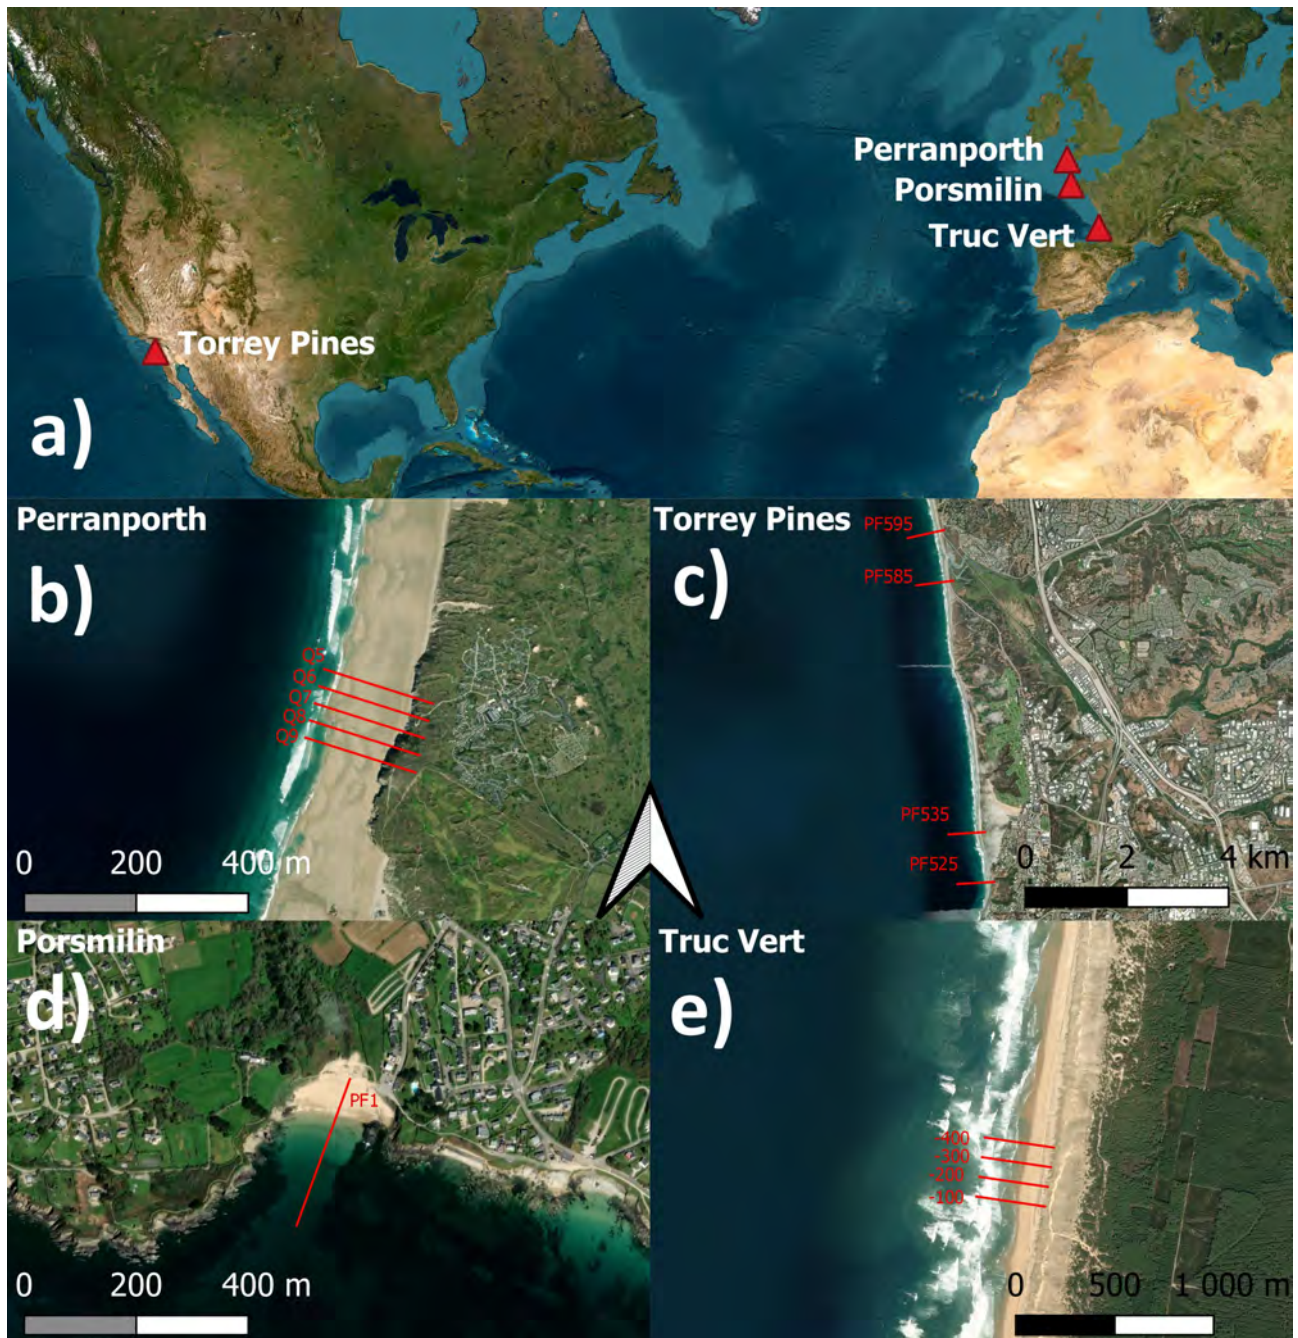 Perranporth
Porsmilin
Truc Vert
Torrey Pines
a)
Perranporth
b)
Q5
Q6
Q7
Q8
Q9
0 200 400 m
Torrey Pines
c)
PF595
PF585
PF535
PF525
0 2 4 km
Porsmilin
d)
PF1
0 200 400 m
Truc Vert
e)
-400
-300
-200
-100
0 500 1 000 m